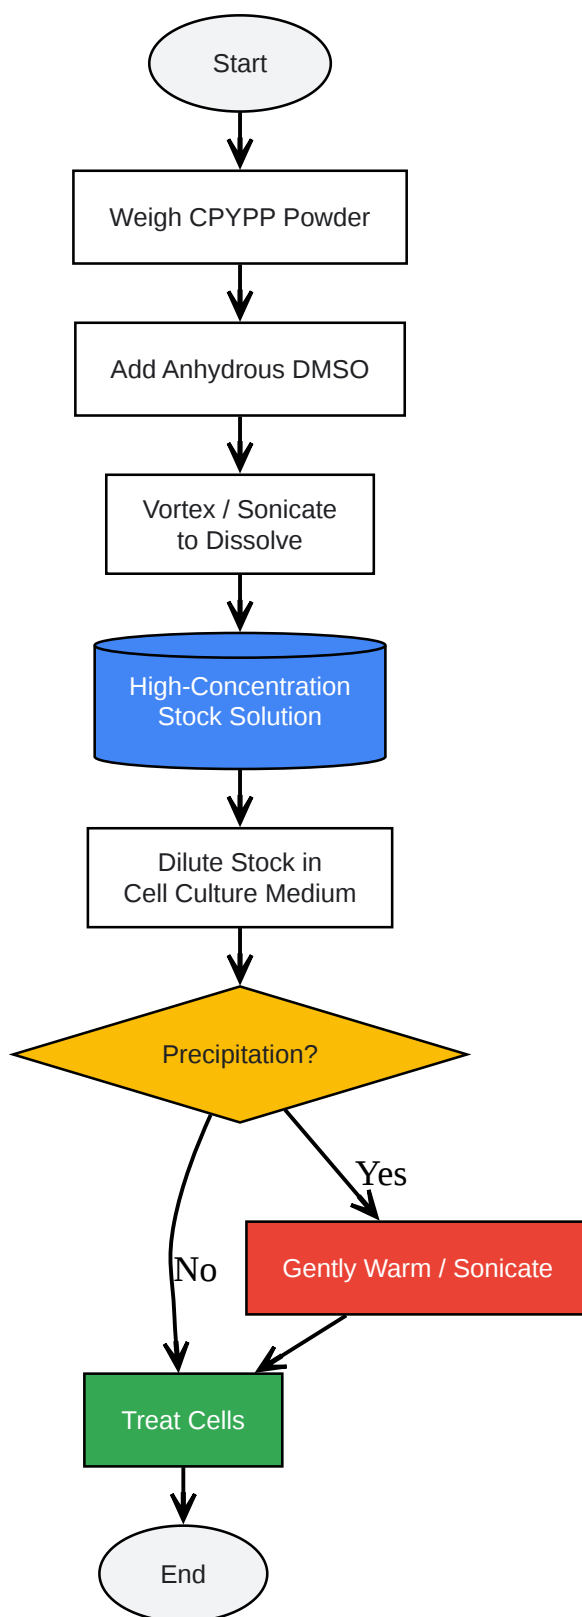 Start
Weigh CPYPP Powder
Add Anhydrous DMSO
Vortex / Sonicate
to Dissolve
High-Concentration
Stock Solution
Dilute Stock in
Cell Culture Medium
Precipitation?
Yes
No
Gently Warm / Sonicate
Treat Cells
End